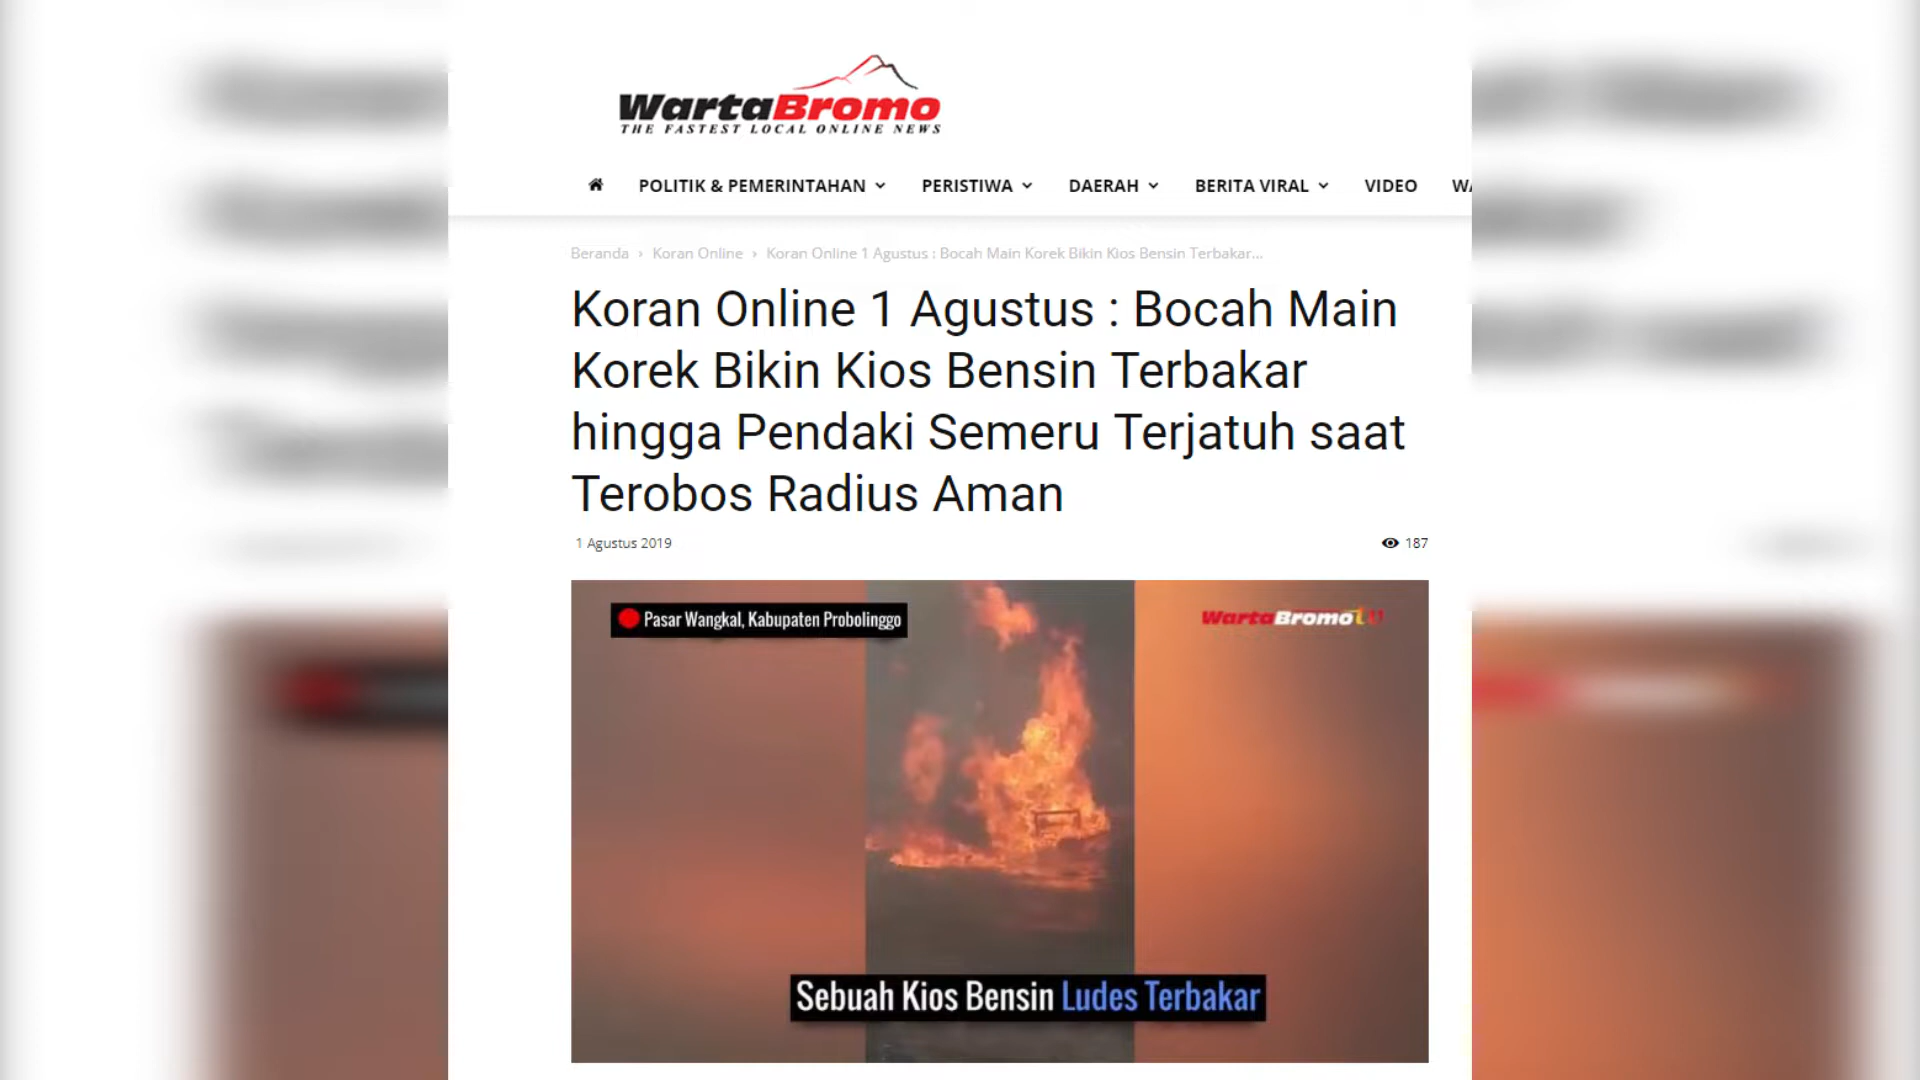 WartaBromo
THE FASTEST LOCAL ONLINE NEWS
POLITIK & PEMERINTAHAN PERISTIWA DAERAH BERITA VIRAL VIDEO
Beranda › Koran Online › Koran Online 1 Agustus : Bocah Main Korek Bikin Kios Bensin Terbakar...
Koran Online 1 Agustus : Bocah Main
Korek Bikin Kios Bensin Terbakar
hingga Pendaki Semeru Terjatuh saat
Terobos Radius Aman
1 Agustus 2019 187
Pasar Wangkal, Kabupaten Probolinggo
WartaBromo
Sebuah Kios Bensin Ludes Terbakar